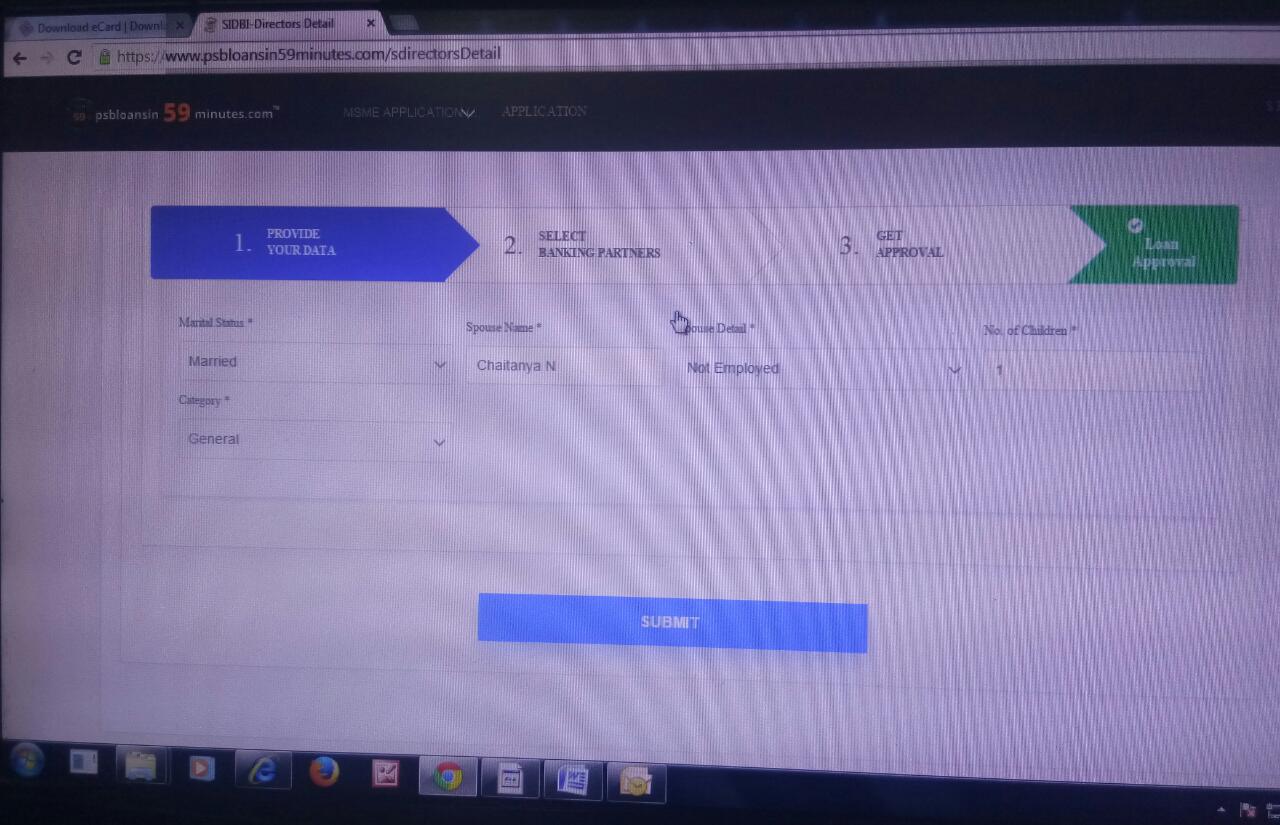 Download eCard | Downl
SIDBI-Directors Detail
https://www.psbloansin59minutes.com/sdirectorsDetail
59 psbloansin 59 minutes.com™
MSME APPLICATION
APPLICATION
1. PROVIDE
YOUR DATA
2. SELECT
BANKING PARTNERS
3. GET
APPROVAL
Loan
Approval
Marital Status *
Spouse Name *
pouse Detail *
No. of Children *
Married
Chaitanya N
Not Employed
1
Category *
General
SUBMIT